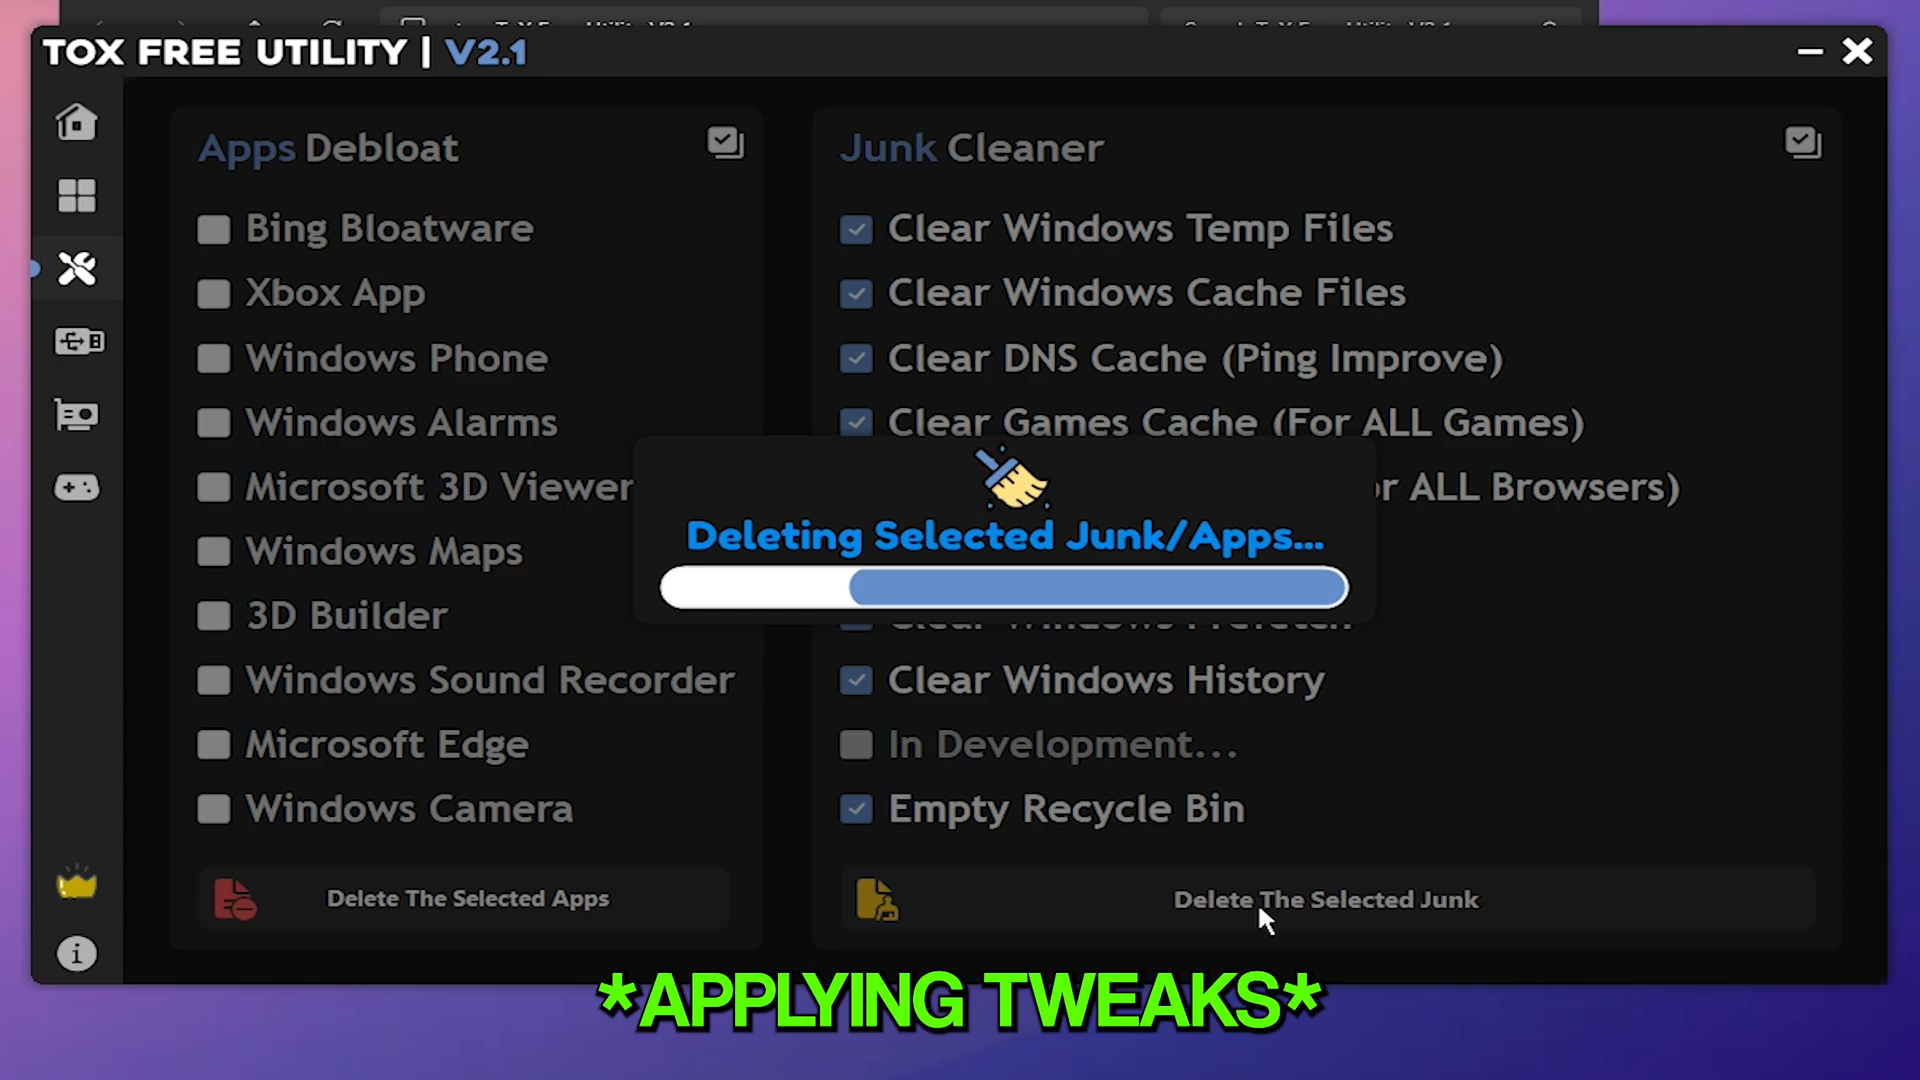 TOX FREE UTILITY | V2.1
Apps Debloat
Bing Bloatware
Xbox App
Windows Phone
Windows Alarms
Microsoft 3D Viewer
Windows Maps
3D Builder
Windows Sound Recorder
Microsoft Edge
Windows Camera
Delete The Selected Apps
Junk Cleaner
Clear Windows Temp Files
Clear Windows Cache Files
Clear DNS Cache (Ping Improve)
Clear Games Cache (For ALL Games)
ALL Browsers)
Deleting Selected Junk/Apps...
Clear Windows Prefetch
Clear Windows History
In Development...
Empty Recycle Bin
Delete The Selected Junk
*APPLYING TWEAKS*